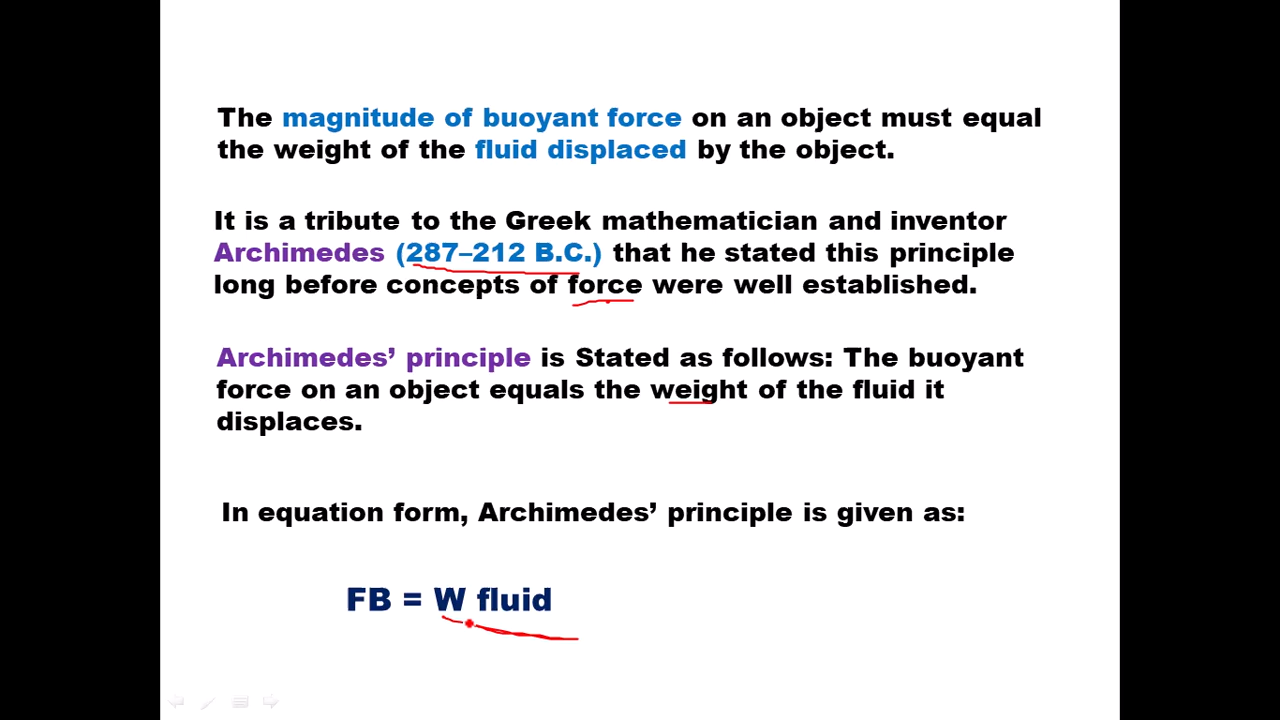 The magnitude of buoyant force on an object must equal
the weight of the fluid displaced by the object.
It is a tribute to the Greek mathematician and inventor
Archimedes (287–212 B.C.) that he stated this principle
long before concepts of force were well established.
Archimedes’ principle is Stated as follows: The buoyant
force on an object equals the weight of the fluid it
displaces.
In equation form, Archimedes’ principle is given as:
FB = W fluid